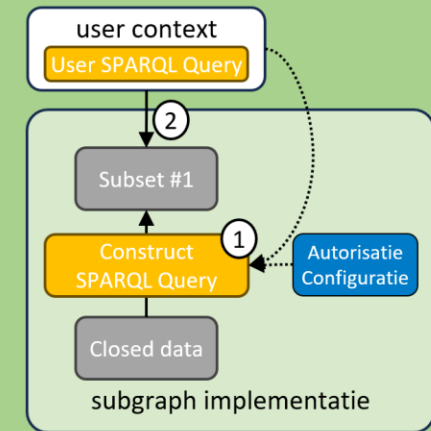 user context
User SPARQL Query
2
Subset #1
1
Construct
SPARQL Query
Autorisatie
Configuratie
Closed data
subgraph implementatie